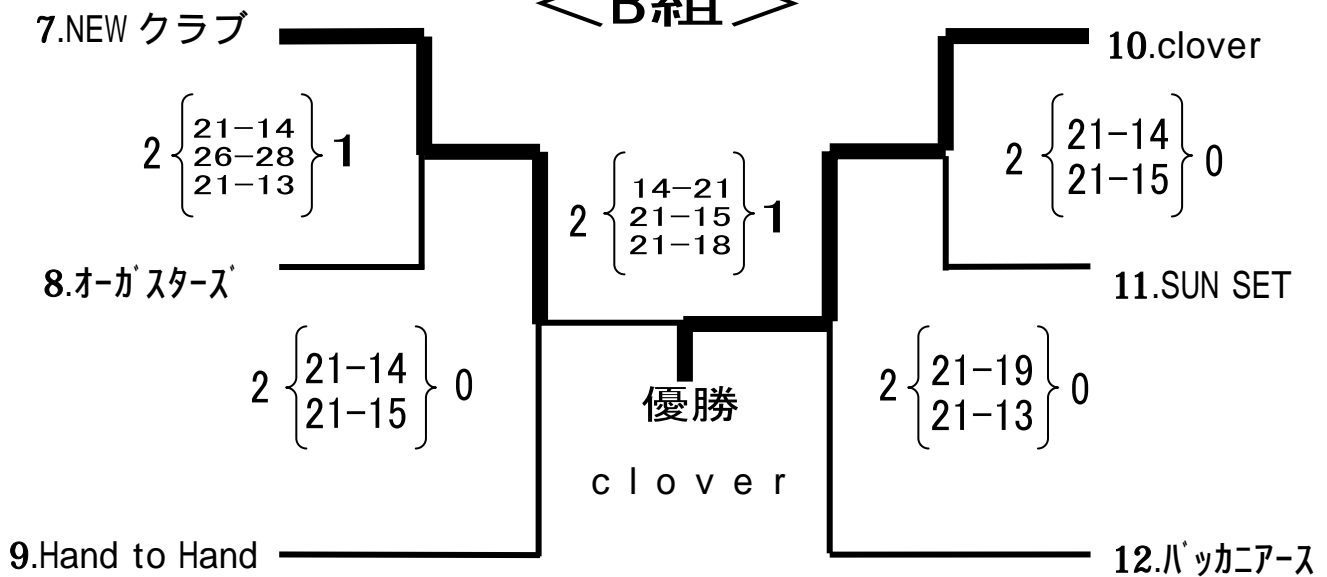 <B組>
7.NEW クラブ
10.clover
2 21-14 1
26-28
21-13
2 14-21 1
21-15
21-18
2 21-14 0
21-15
8.オーガスターズ
11.SUN SET
2 21-14 0
21-15
2 21-19 0
21-13
優勝
clover
9.Hand to Hand
12.バッカニアース